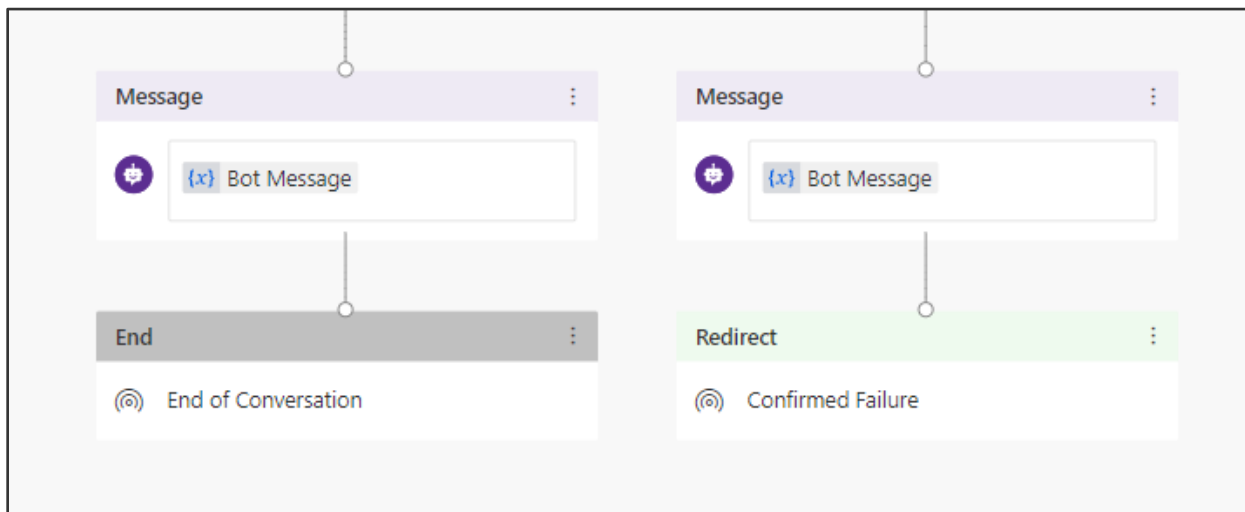 Message
{x} Bot Message
End
End of Conversation
Message
{x} Bot Message
Redirect
Confirmed Failure